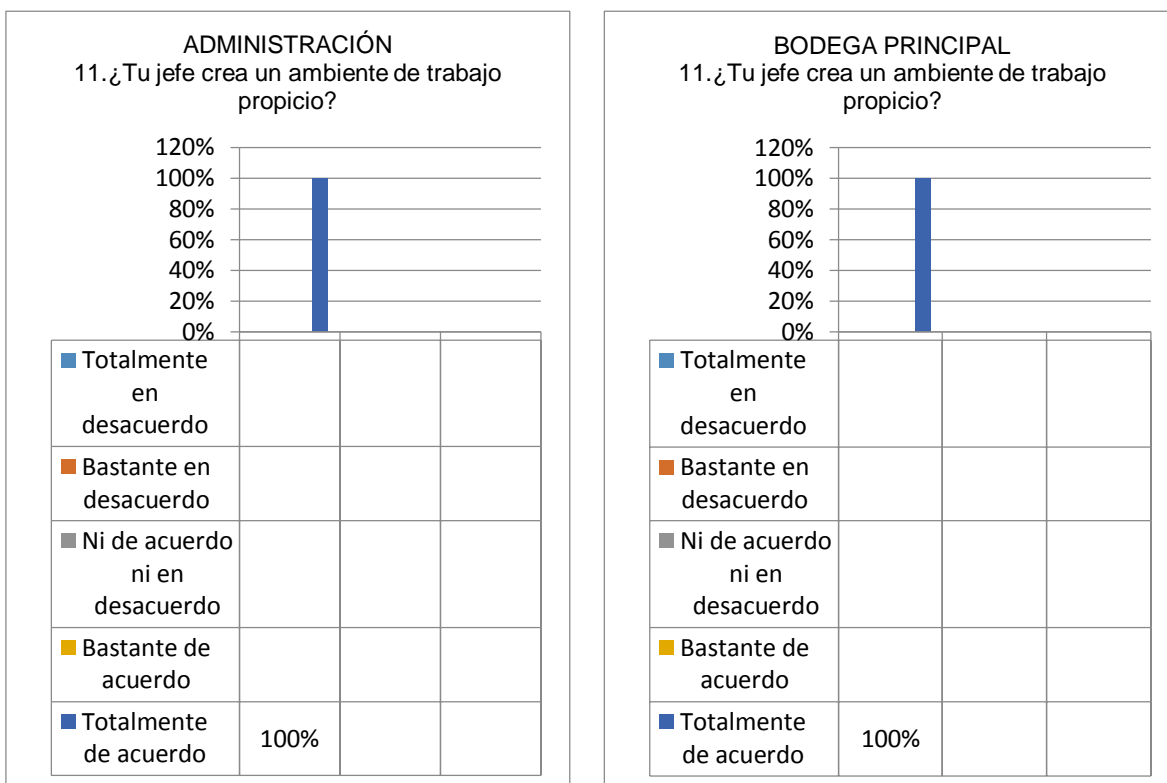 ADMINISTRACIÓN
11.¿Tu jefe crea un ambiente de trabajo
propicio?
120%
100%
80%
60%
40%
20%
0%
Totalmente
en
desacuerdo
Bastante en
desacuerdo
Ni de acuerdo
ni en
desacuerdo
Bastante de
acuerdo
Totalmente
de acuerdo
100%
BODEGA PRINCIPAL
11.¿Tu jefe crea un ambiente de trabajo
propicio?
120%
100%
80%
60%
40%
20%
0%
Totalmente
en
desacuerdo
Bastante en
desacuerdo
Ni de acuerdo
ni en
desacuerdo
Bastante de
acuerdo
Totalmente
de acuerdo
100%